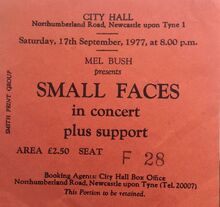 CITY HALL
Northumberland Road, Newcastle upon Tyne 1
Saturday, 17th September, 1977, at 8.00 p.m.
MEL BUSH
presents
SMALL FACES
in concert
plus support
AREA £2.50 SEAT F 28
Booking Agents: City Hall Box Office
Northumberland Road, Newcastle upon Tyne (Tel. 20007)
This Portion to be retained.
SMITH PRINT GROUP